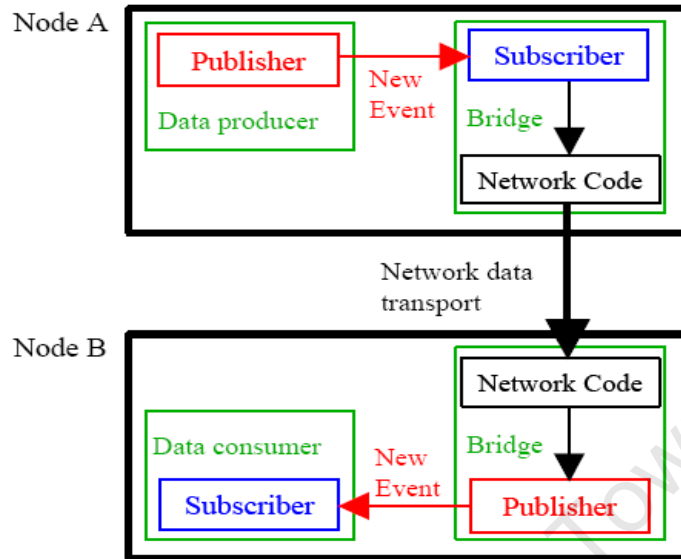 Node A
Publisher
Subscriber
New
Event
Data producer
Bridge
Network Code
Network data
transport
Node B
Network Code
Data consumer
Bridge
New
Event
Subscriber
Publisher
Tow